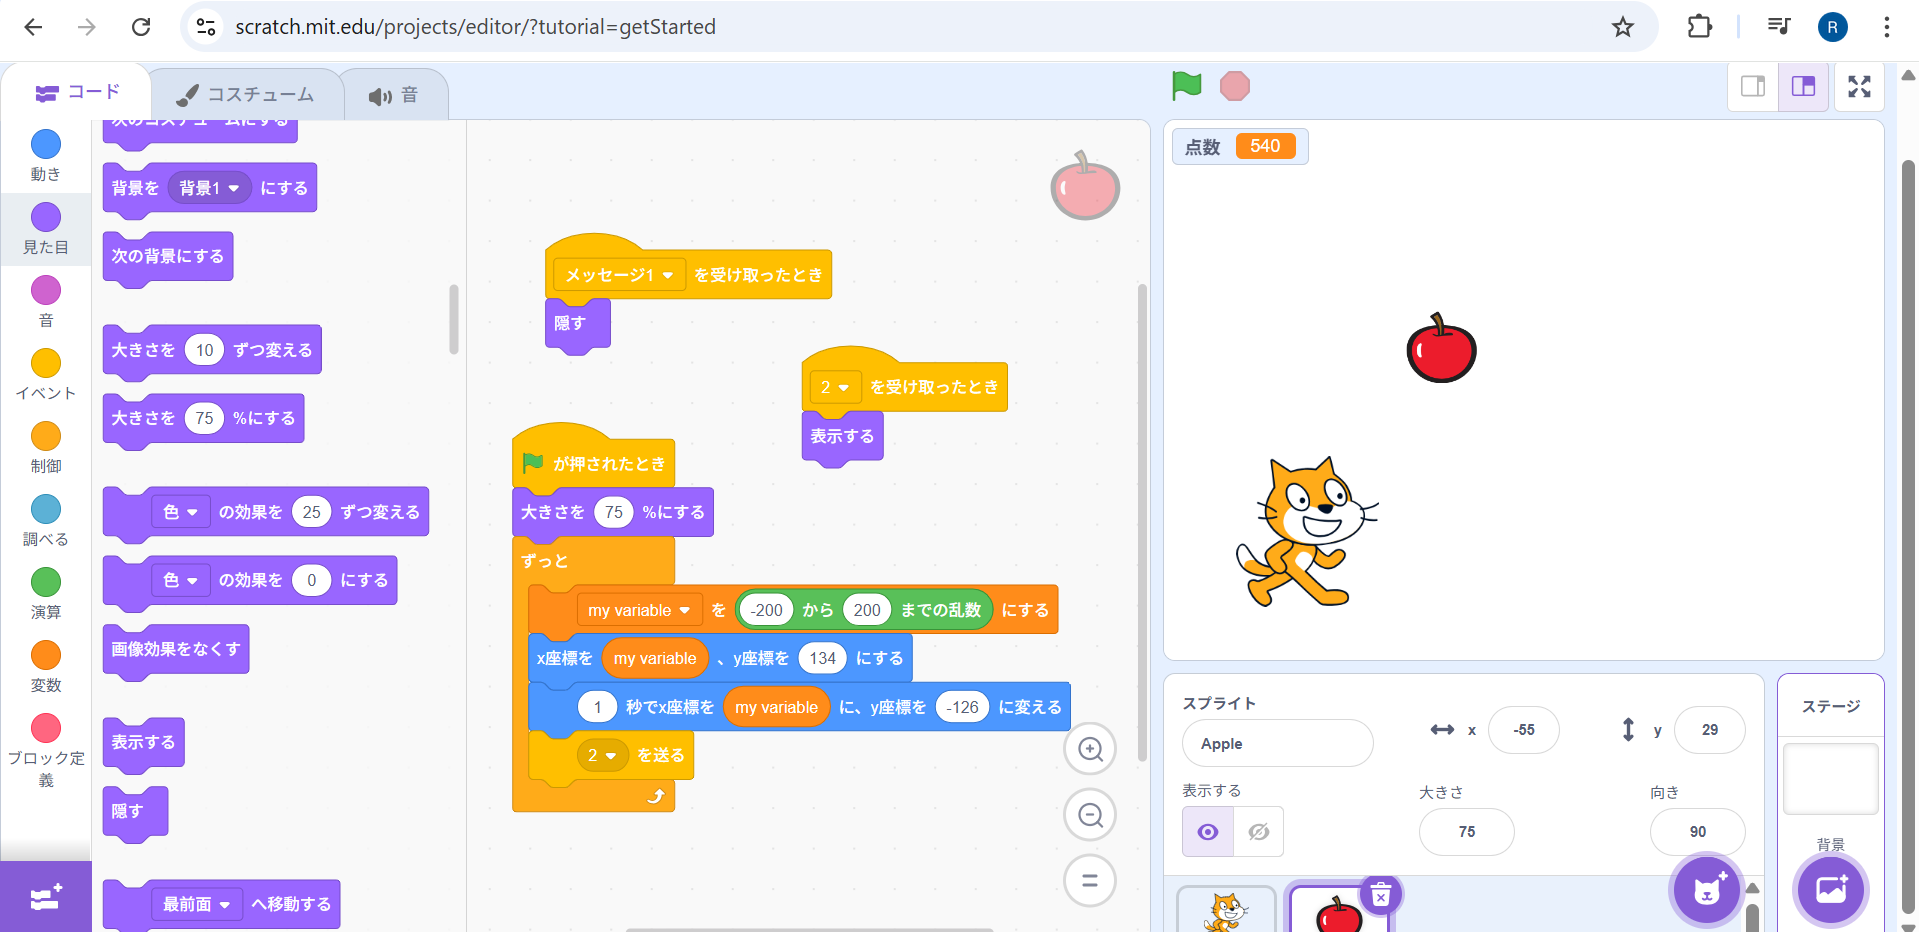 scratch.mit.edu/projects/editor/?tutorial=getStarted
R
コード
コスチューム
音
動き
見た目
音
イベント
制御
調べる
演算
変数
ブロック定
義
次のコスチュームにする
背景を 背景1 にする
次の背景にする
大きさを 10 ずつ変える
大きさを 75 %にする
色 の効果を 25 ずつ変える
色 の効果を 0 にする
画像効果をなくす
表示する
隠す
最前面 へ移動する
メッセージ1 を受け取ったとき
隠す
2 を受け取ったとき
表示する
が押されたとき
大きさを 75 %にする
ずっと
my variable を -200 から 200 までの乱数 にする
x座標を my variable 、y座標を 134 にする
1 秒でx座標を my variable に、y座標を -126 に変える
2 を送る
点数 540
スプライト
Apple
x -55
y 29
表示する
大きさ
75
向き
90
ステージ
背景